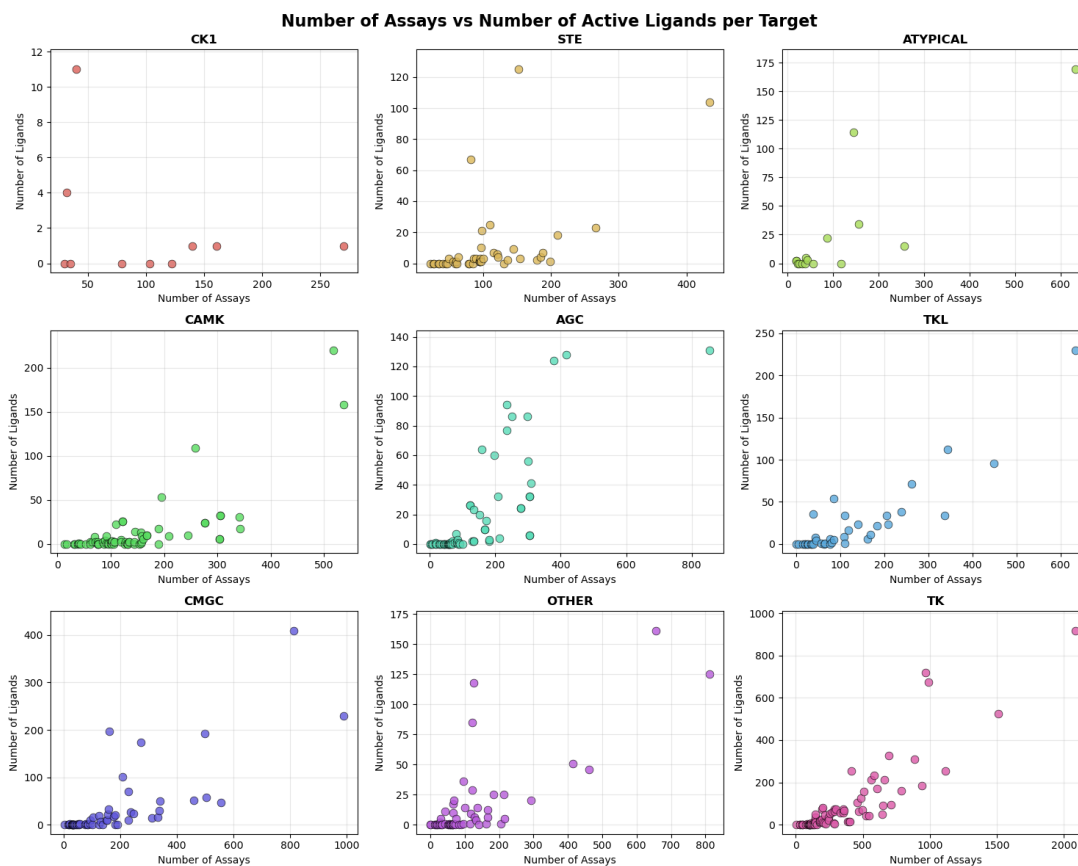 Number of Assays vs Number of Active Ligands per Target
CK1
12
10
8
6
4
2
0
Number of Ligands
50 100 150 200 250
Number of Assays
STE
120
100
80
60
40
20
0
Number of Ligands
100 200 300 400
Number of Assays
ATYPICAL
175
150
125
100
75
50
25
0
Number of Ligands
0 100 200 300 400 500 600
Number of Assays
CAMK
200
150
100
50
0
Number of Ligands
0 100 200 300 400 500
Number of Assays
AGC
140
120
100
80
60
40
20
0
Number of Ligands
0 200 400 600 800
Number of Assays
TKL
250
200
150
100
50
0
Number of Ligands
0 100 200 300 400 500 600
Number of Assays
CMGC
400
300
200
100
0
Number of Ligands
0 200 400 600 800 1000
Number of Assays
OTHER
175
150
125
100
75
50
25
0
Number of Ligands
0 200 400 600 800
Number of Assays
TK
1000
800
600
400
200
0
Number of Ligands
0 500 1000 1500 2000
Number of Assays